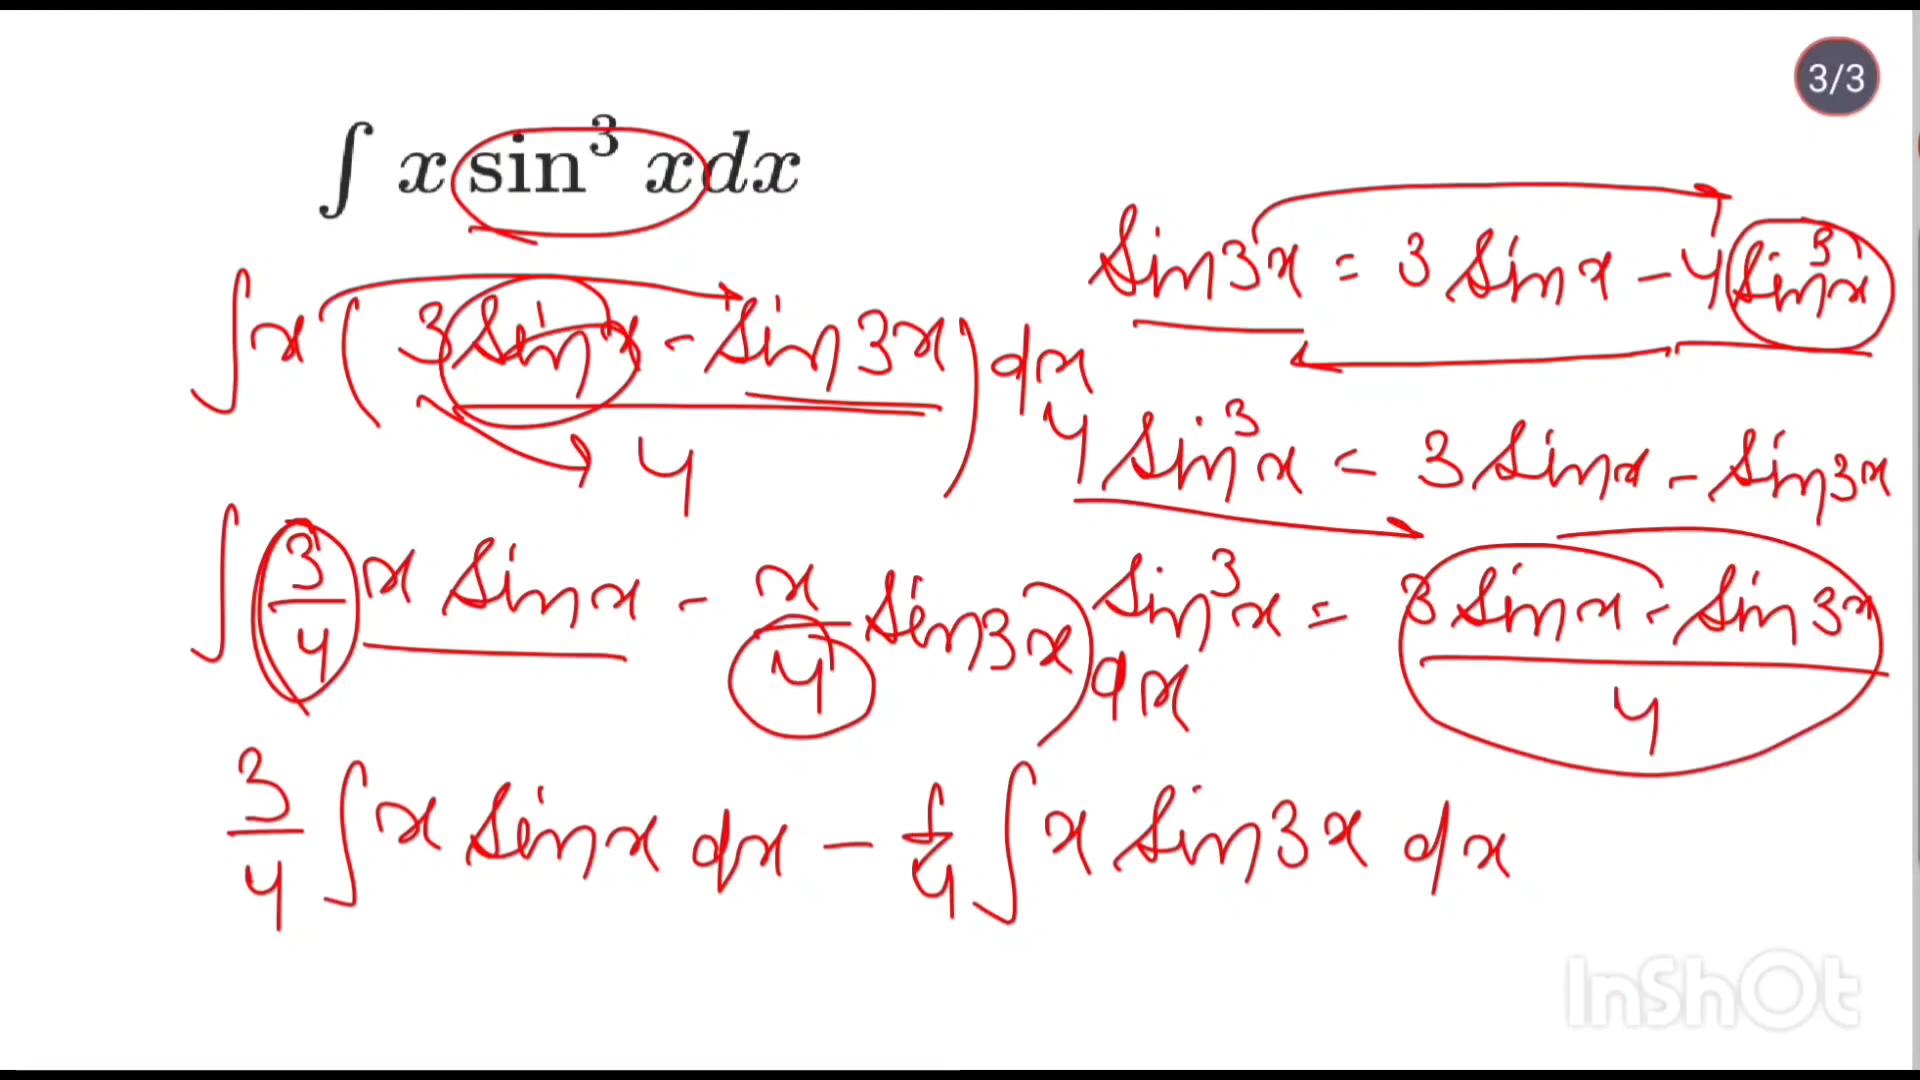 3/3
∫ x sin³ x dx
sin3x = 3 sin x - 4 sin³x
∫ x ( 3 sin x - sin 3x / 4 ) dx
4 sin³x = 3 sin x - sin 3x
∫ 3/4 x sin x - x/4 sin 3x ) dx
sin³x = 3 sin x - sin 3x / 4
3/4 ∫ x sin x dx - 1/4 ∫ x sin 3x dx
InShOt